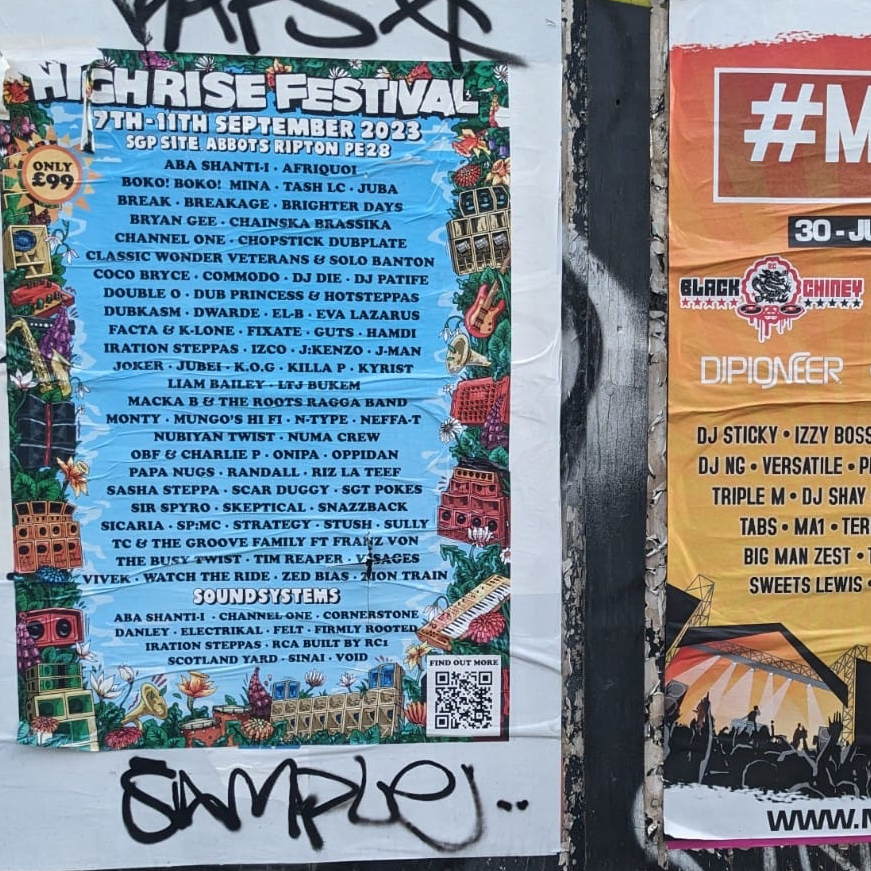 HIGHRISE FESTIVAL
7TH-11TH SEPTEMBER 2023
SGP SITE ABBOTS RIPTON PE28
ONLY
£99
ABA SHANTI-I · AFRIQUOI
BOKO! BOKO! MINA · TASH LC · JUBA
BREAK · BREAKAGE · BRIGHTER DAYS
BRYAN GEE · CHAINSKA BRASSIKA
CHANNEL ONE · CHOPSTICK DUBPLATE
CLASSIC WONDER VETERANS & SOLO BANTON
COCO BRYCE · COMMODO · DJ DIE · DJ PATIFE
DOUBLE O · DUB PRINCESS & HOTSTEPPAS
DUBKASM · DWARDE · EL-B · EVA LAZARUS
FACTA & K-LONE · FIXATE · GUTS · HAMDI
IRATION STEPPAS · IZCO · J:KENZO · J-MAN
JOKER · JUBEI · K.O.G · KILLA P · KYRIST
LIAM BAILEY · LTJ BUKEM
MACKA B & THE ROOTS RAGGA BAND
MONTY · MUNGO'S HI FI · N-TYPE · NEFFA-T
NUBIYAN TWIST · NUMA CREW
OBF & CHARLIE P · ONIPA · OPPIDAN
PAPA NUGS · RANDALL · RIZ LA TEEF
SASHA STEPPA · SCAR DUGGY · SGT POKES
SIR SPYRO · SKEPTICAL · SNAZZBACK
SICARIA · SP:MC · STRATEGY · STUSH · SULLY
TC & THE GROOVE FAMILY FT FRANZ VON
THE BUSY TWIST · TIM REAPER · VISAGES
VIVEK · WATCH THE RIDE · ZED BIAS · ZION TRAIN
SOUNDSYSTEMS
ABA SHANTI-I · CHANNEL ONE · CORNERSTONE
DANLEY · ELECTRIKAL · FELT · FIRMLY ROOTED
IRATION STEPPAS · RCA BUILT BY RC1
SCOTLAND YARD · SINAI · VOID
FIND OUT MORE
SAMPLE
#M
30 - JU
BLACK CHINEY
DJ PIONEER
DJ STICKY • IZZY BOSS
DJ NG • VERSATILE • P
TRIPLE M • DJ SHAY
TABS • MA1 • TER
BIG MAN ZEST •
SWEETS LEWIS •
WWW.M